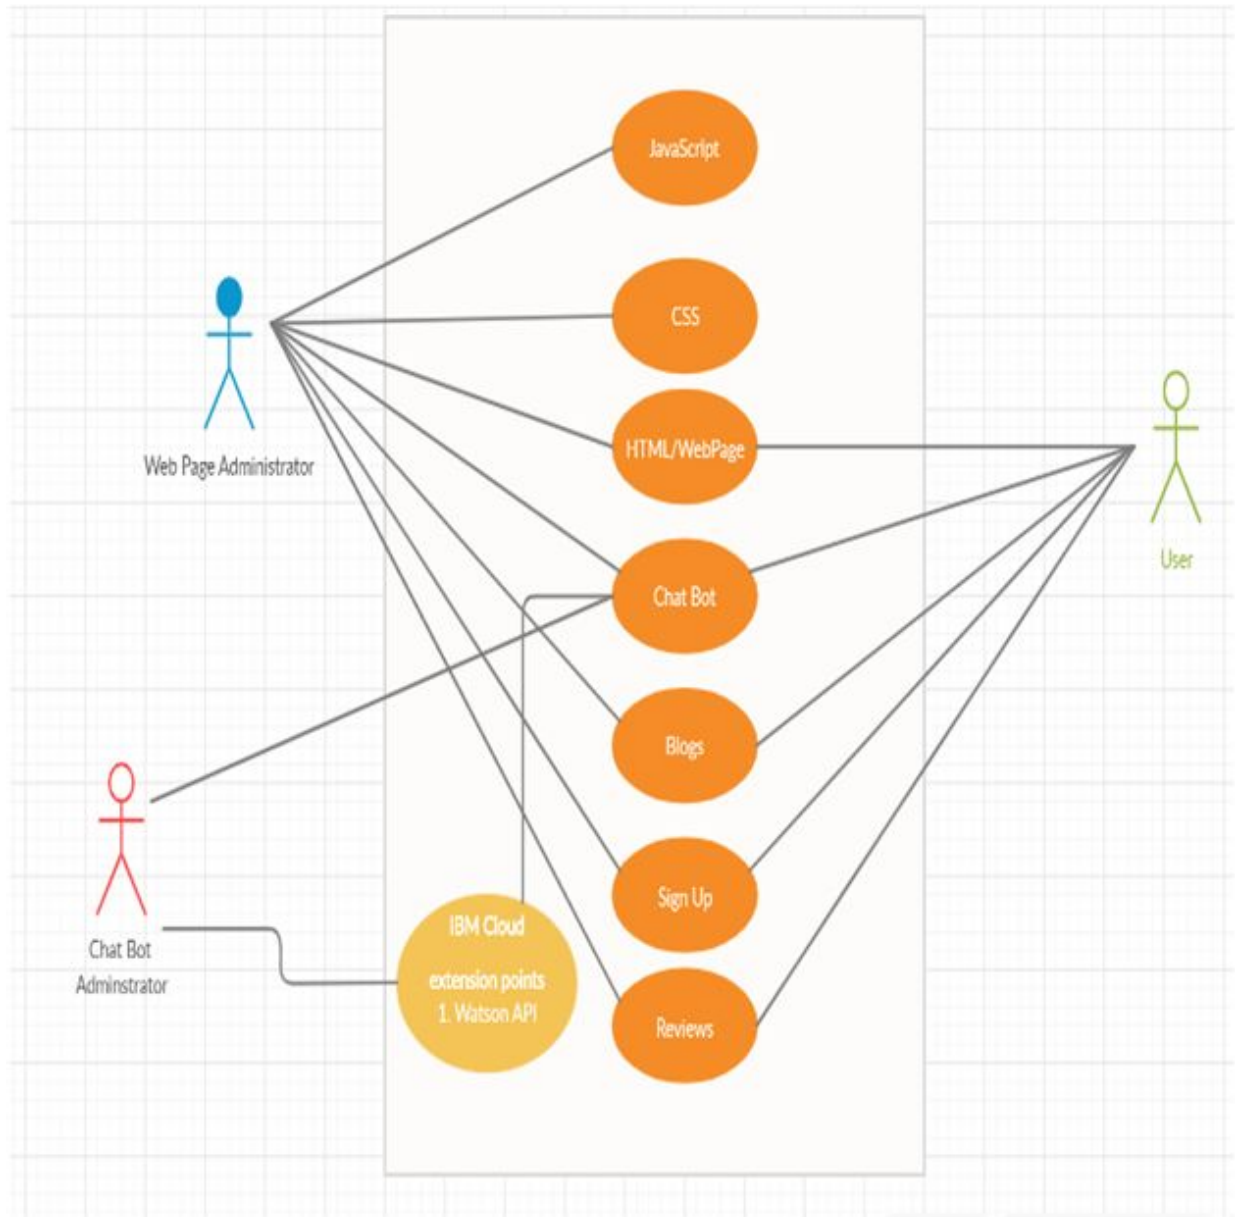 JavaScript
CSS
HTML/WebPage
Web Page Administrator
User
Chat Bot
Blogs
Sign Up
IBM Cloud
extension points
1. Watson API
Chat Bot
Adminstrator
Reviews